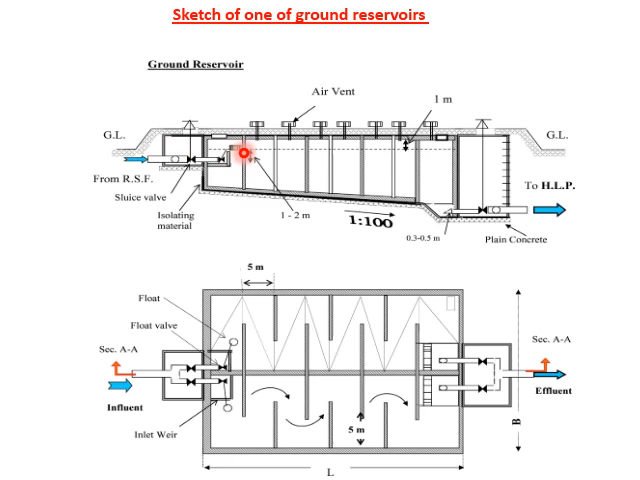 Sketch of one of ground reservoirs
Ground Reservoir
Air Vent
1 m
G.L.
G.L.
From R.S.F.
Sluice valve
Isolating
material
1 - 2 m
1:100
0.3-0.5 m
To H.L.P.
Plain Concrete
5 m
Float
Float valve
Sec. A-A
Sec. A-A
Influent
Effluent
Inlet Weir
5 m
B
L